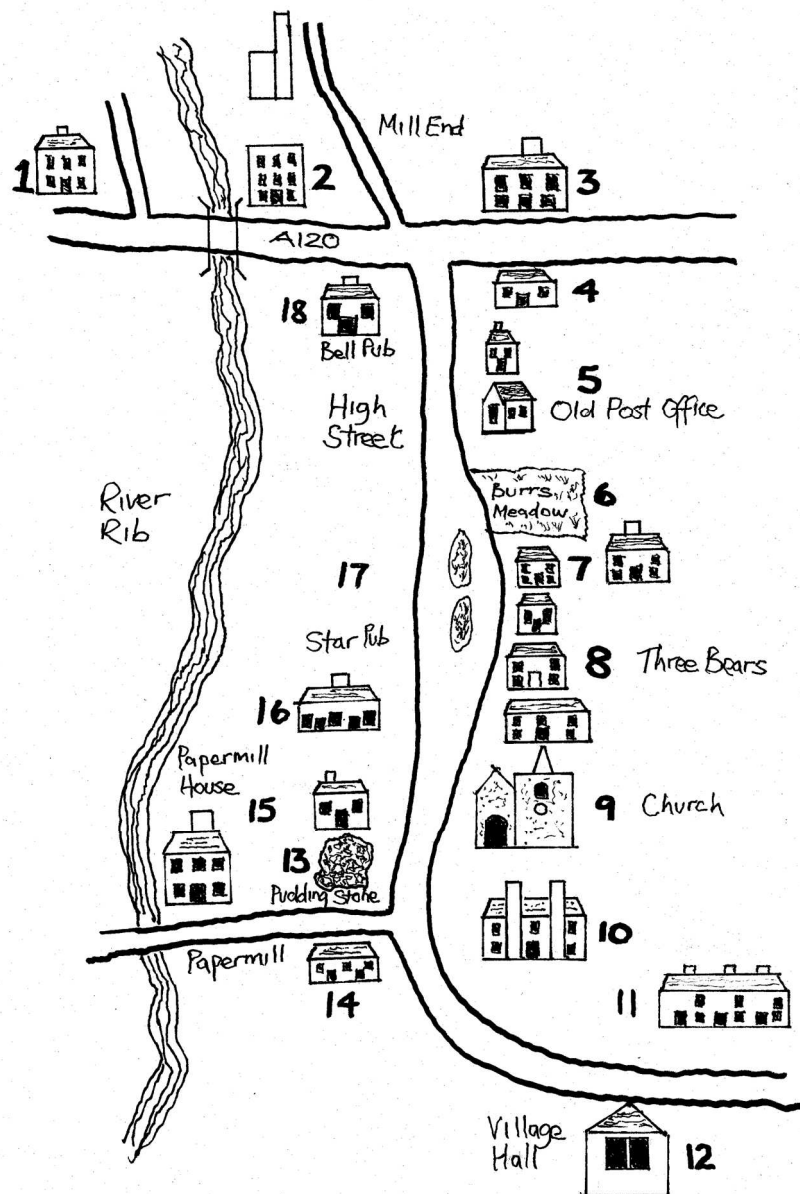 Mill End
1
2
3
A120
18
Bell Pub
4
High
Street
5
Old Post Office
River
Rib
Burrs
Meadow
6
17
7
Star Pub
8
Three Bears
16
Papermill
House
15
9
Church
13
Pudding Stone
10
Papermill
14
11
Village
Hall
12